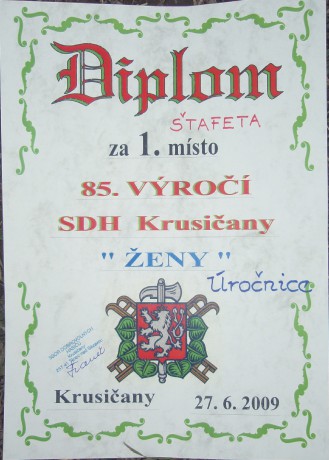 Diplom
ŠTAFETA
za 1. místo
85. VÝROČÍ
SDH Krusičany
" ŽENY "
Úročnice
Krusičany 27. 6. 2009